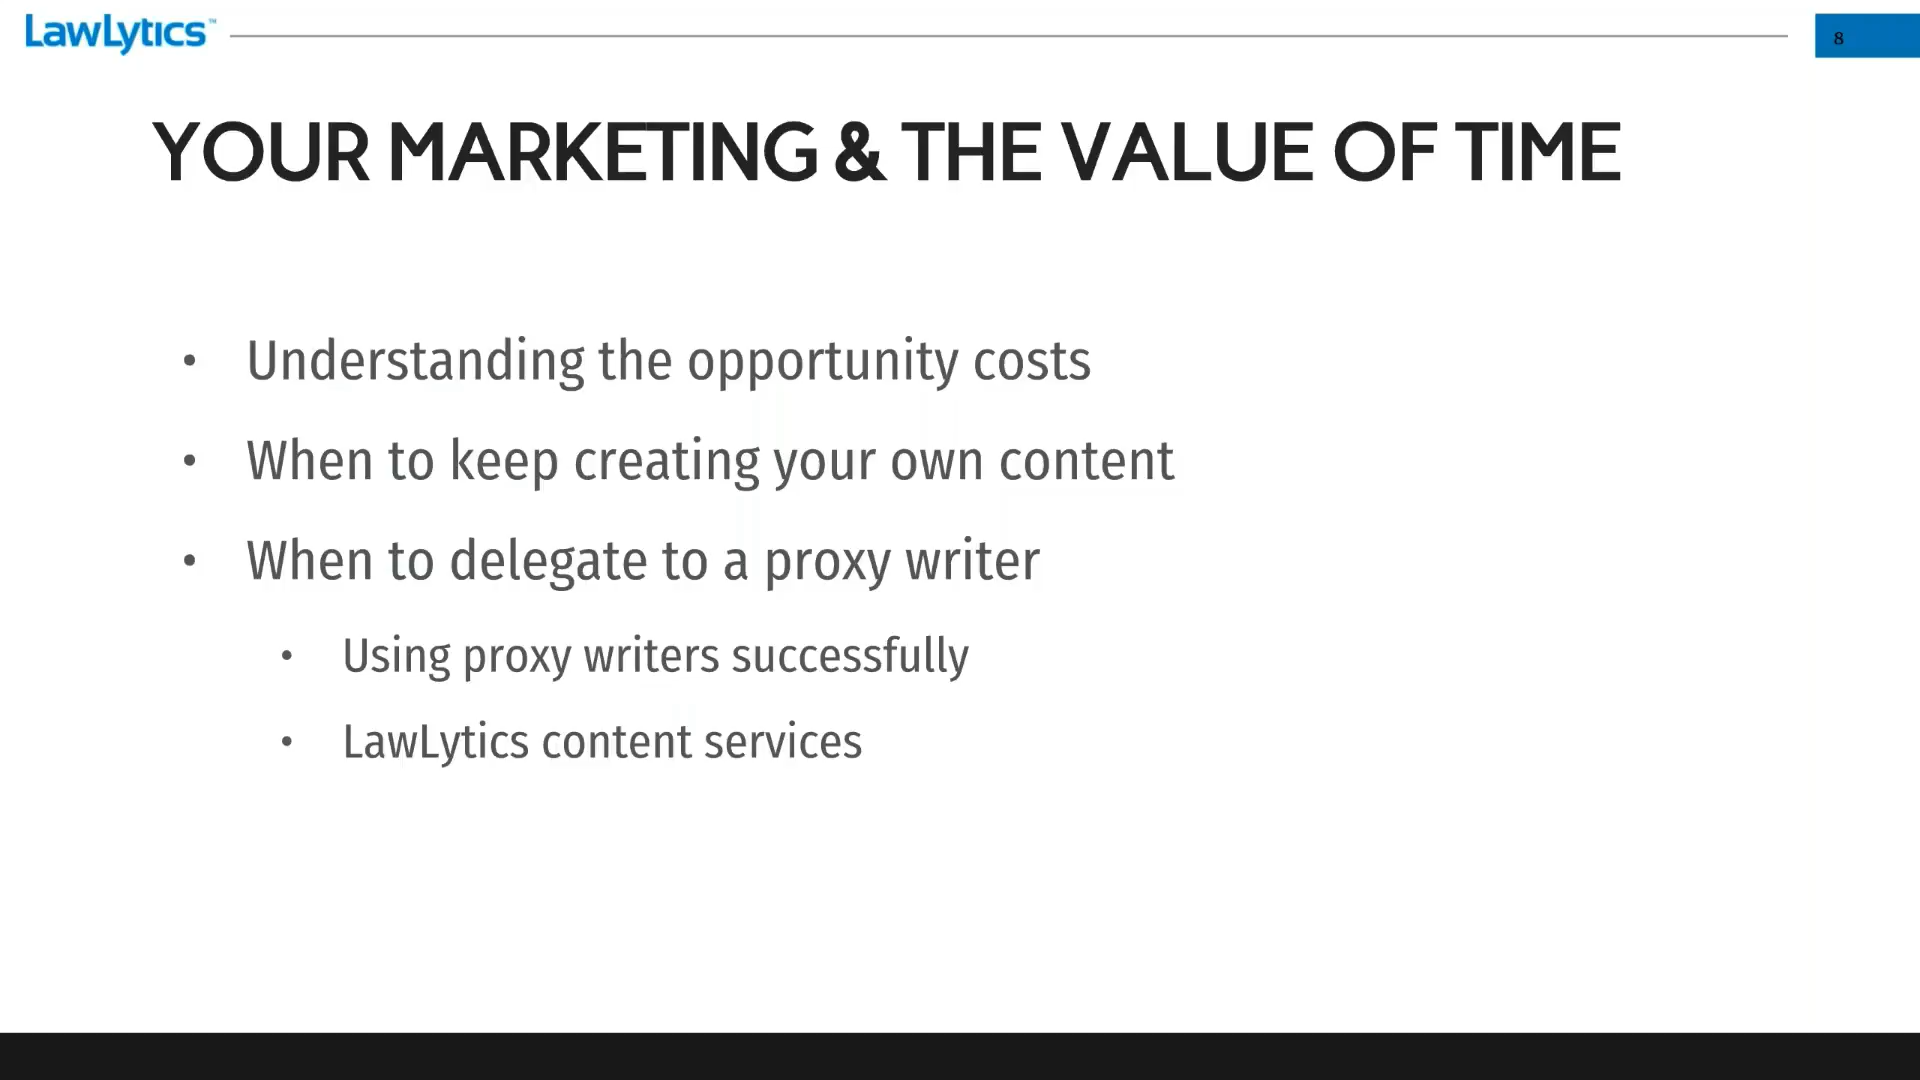 LawLytics™
8
YOUR MARKETING & THE VALUE OF TIME
• Understanding the opportunity costs
• When to keep creating your own content
• When to delegate to a proxy writer
• Using proxy writers successfully
• LawLytics content services